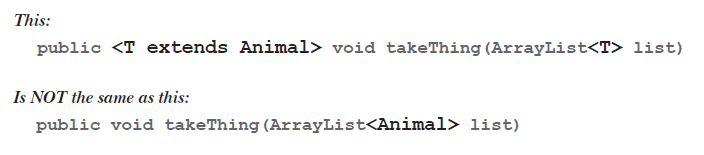 This:
public <T extends Animal> void takeThing(ArrayList<T> list)
Is NOT the same as this:
public void takeThing(ArrayList<Animal> list)